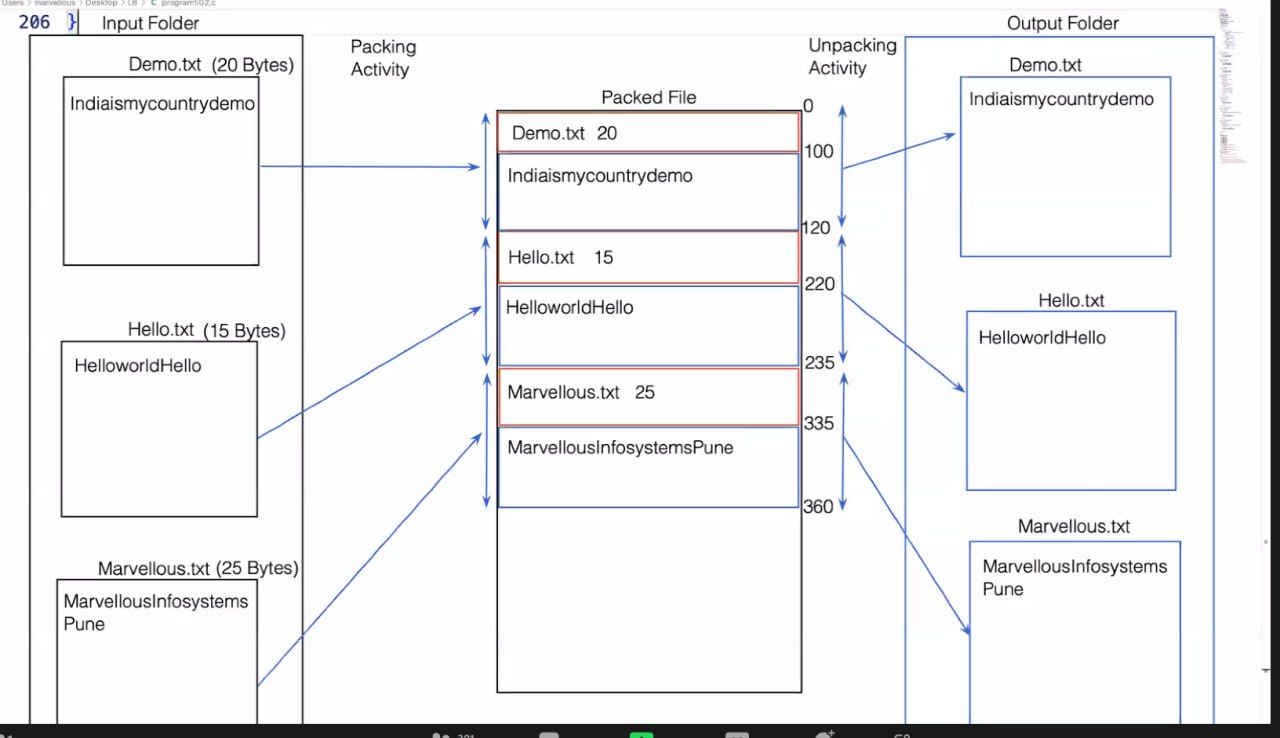 Users > marvellous > Desktop > LB > C program502.c
206 }
Input Folder
Demo.txt (20 Bytes)
Indiaismycountrydemo
Hello.txt (15 Bytes)
HelloworldHello
Marvellous.txt (25 Bytes)
MarvellousInfosystems
Pune
Packing
Activity
Packed File
Demo.txt 20
Indiaismycountrydemo
Hello.txt 15
HelloworldHello
Marvellous.txt 25
MarvellousInfosystemsPune
0
100
120
220
235
335
360
Unpacking
Activity
Output Folder
Demo.txt
Indiaismycountrydemo
Hello.txt
HelloworldHello
Marvellous.txt
MarvellousInfosystems
Pune